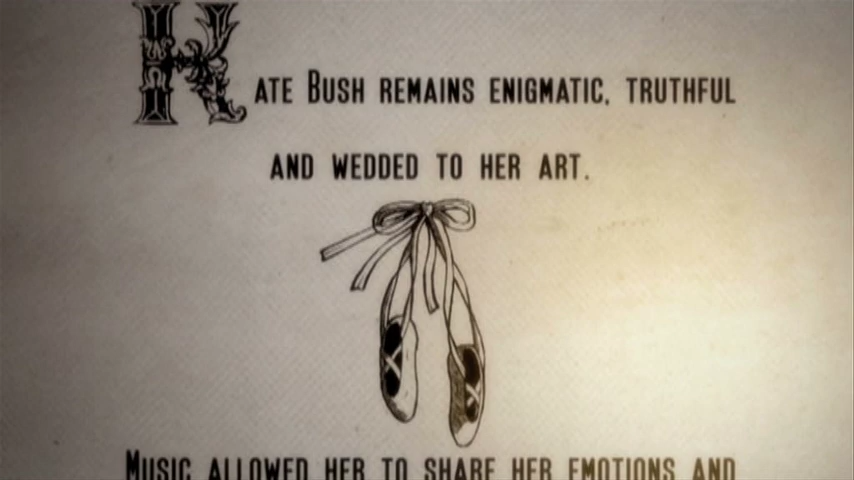 Kate Bush remains enigmatic, truthful
and wedded to her art.
Music allowed her to share her emotions and